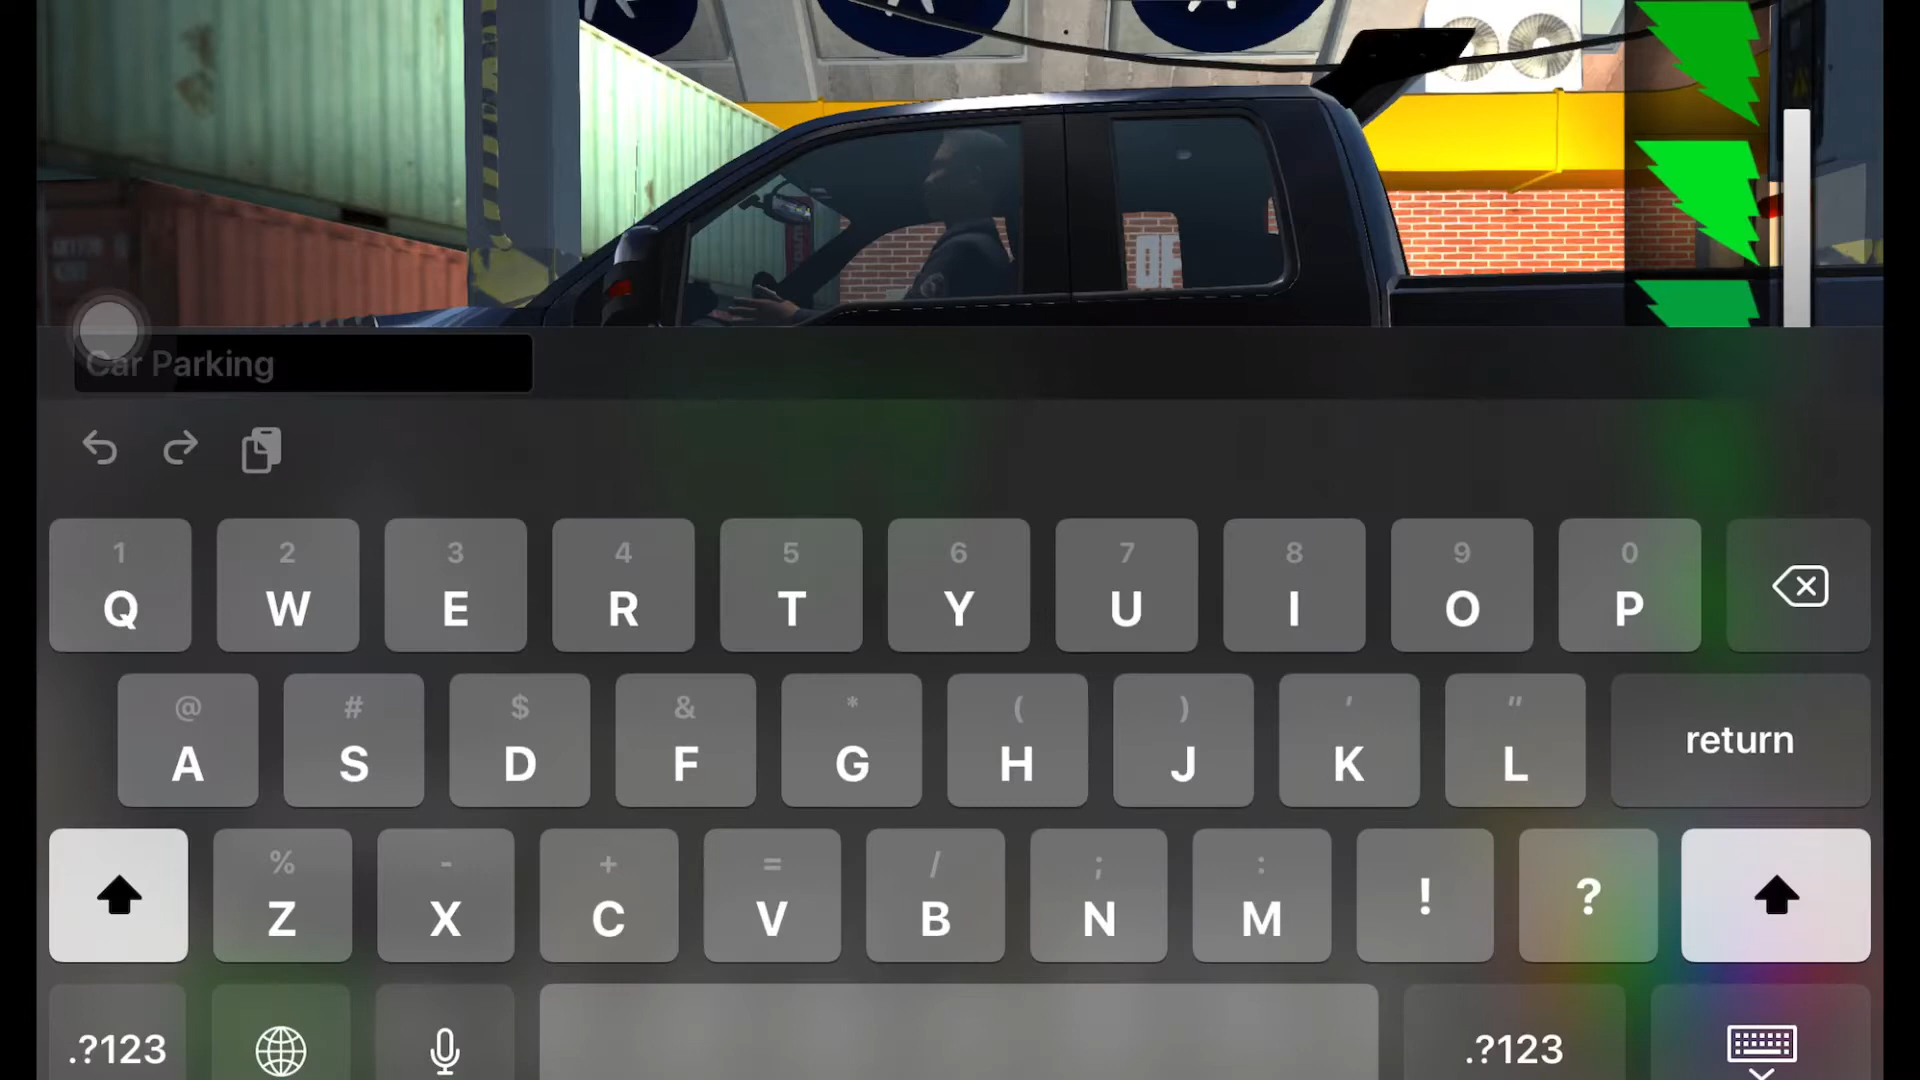 Car Parking
1 2 3 4 5 6 7 8 9 0
Q W E R T Y U I O P
@ # $ & * ( ) ' "
A S D F G H J K L return
% - + = / ; :
Z X C V B N M ! ?
.?123 .?123